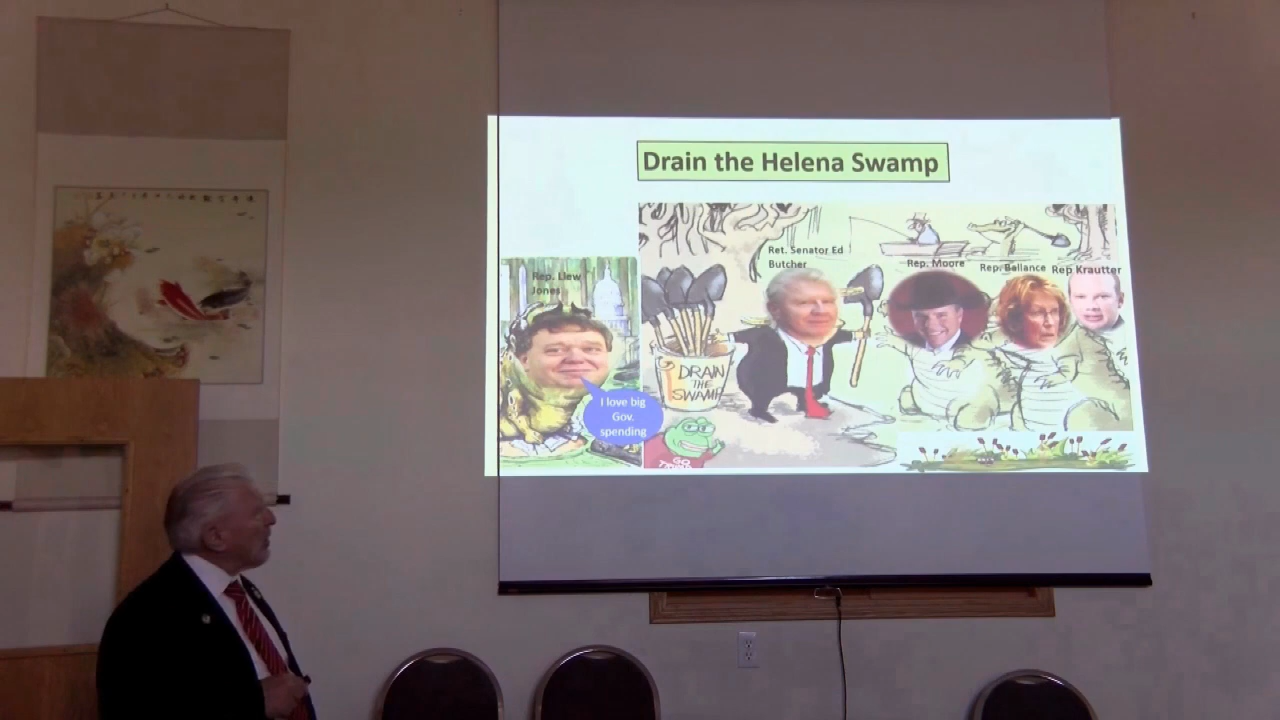 Drain the Helena Swamp
Ret. Senator Ed
Butcher
Rep. Moore
Rep. Ballance
Rep Krautter
Rep. Llew
Jones
DRAIN
THE
SWAMP
I love big
Gov.
spending
GO